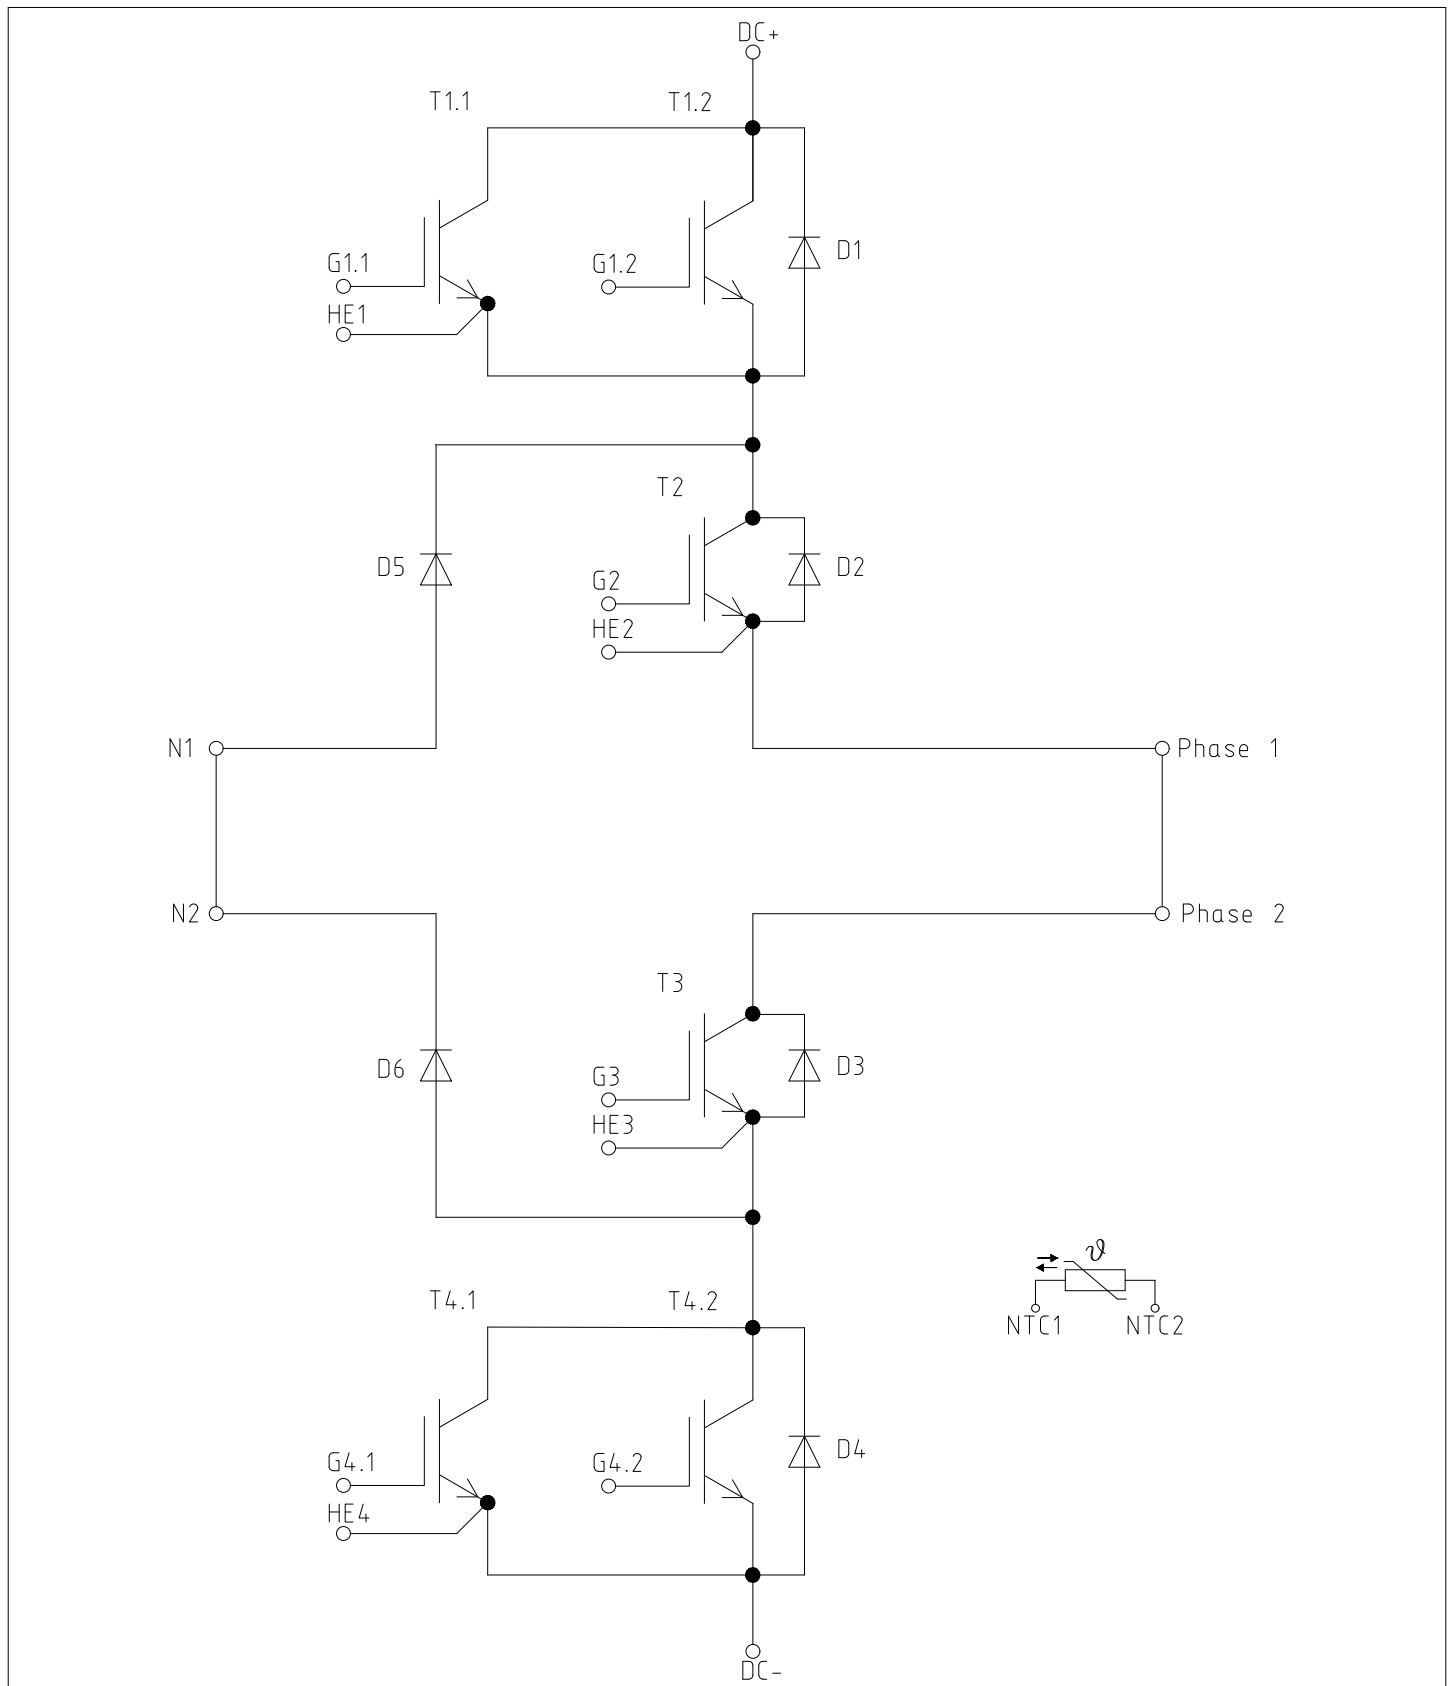 DC+
T1.1
T1.2
D1
G1.1
G1.2
HE1
T2
D5
G2
D2
HE2
N1
Phase 1
N2
Phase 2
T3
D6
G3
D3
HE3
ϑ
T4.1
T4.2
NTC1
NTC2
G4.1
G4.2
D4
HE4
DC-